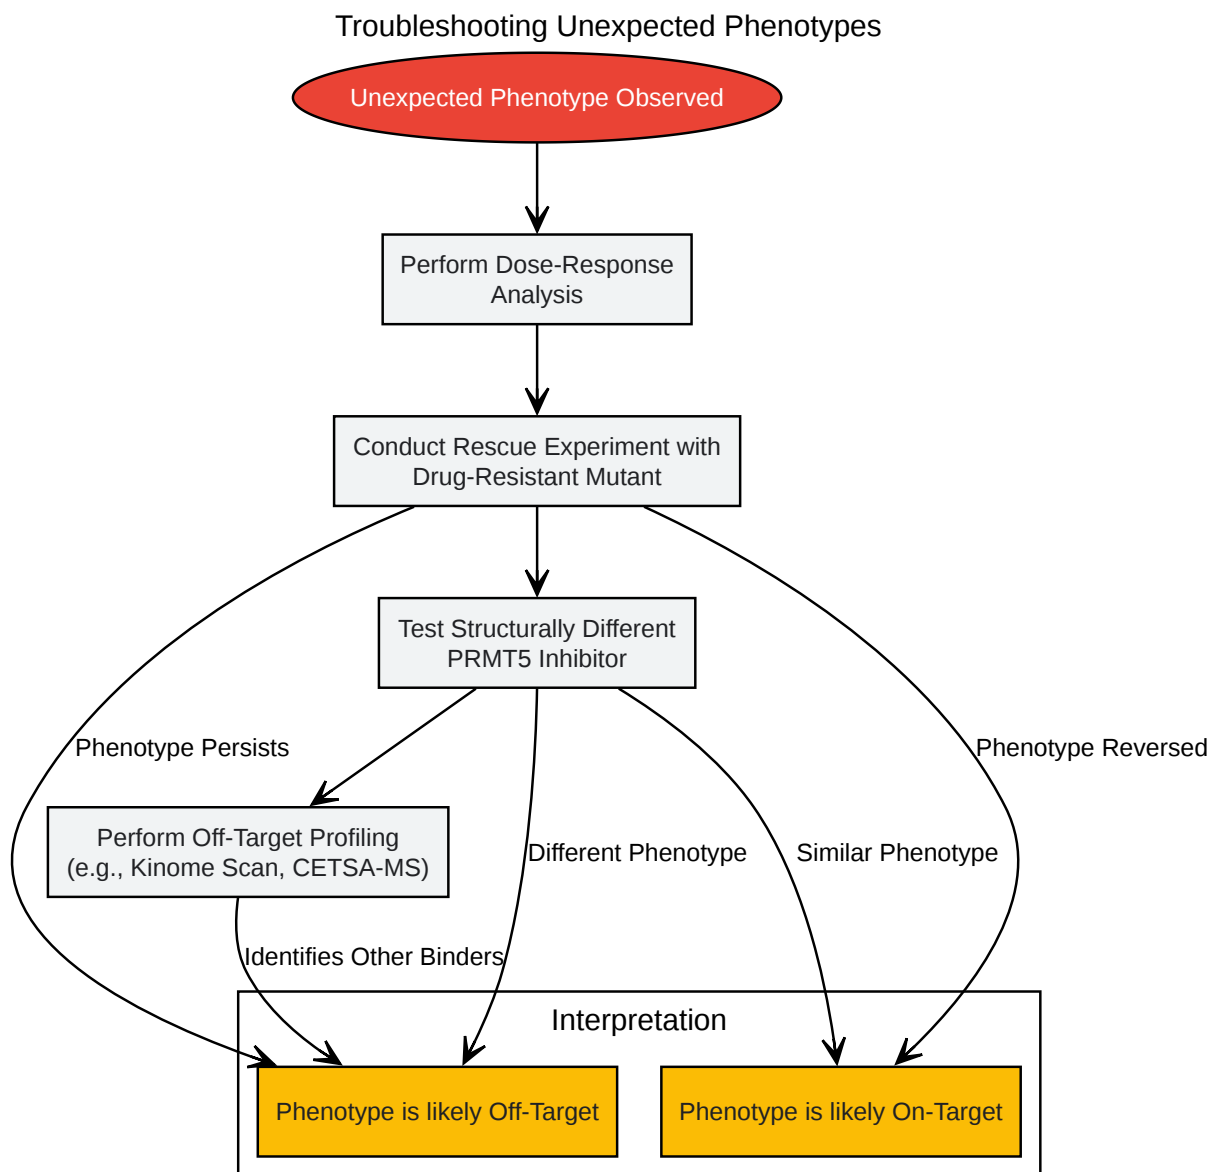 Troubleshooting Unexpected Phenotypes
Unexpected Phenotype Observed
Perform Dose-Response
Analysis
Conduct Rescue Experiment with
Drug-Resistant Mutant
Test Structurally Different
PRMT5 Inhibitor
Phenotype Persists
Phenotype Reversed
Perform Off-Target Profiling
(e.g., Kinome Scan, CETSA-MS)
Different Phenotype
Similar Phenotype
Identifies Other Binders
Interpretation
Phenotype is likely Off-Target
Phenotype is likely On-Target